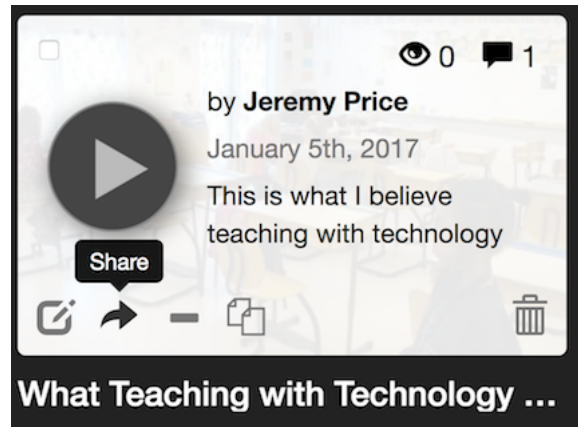 0 1
by Jeremy Price
January 5th, 2017
This is what I believe
teaching with technology
Share
What Teaching with Technology ...